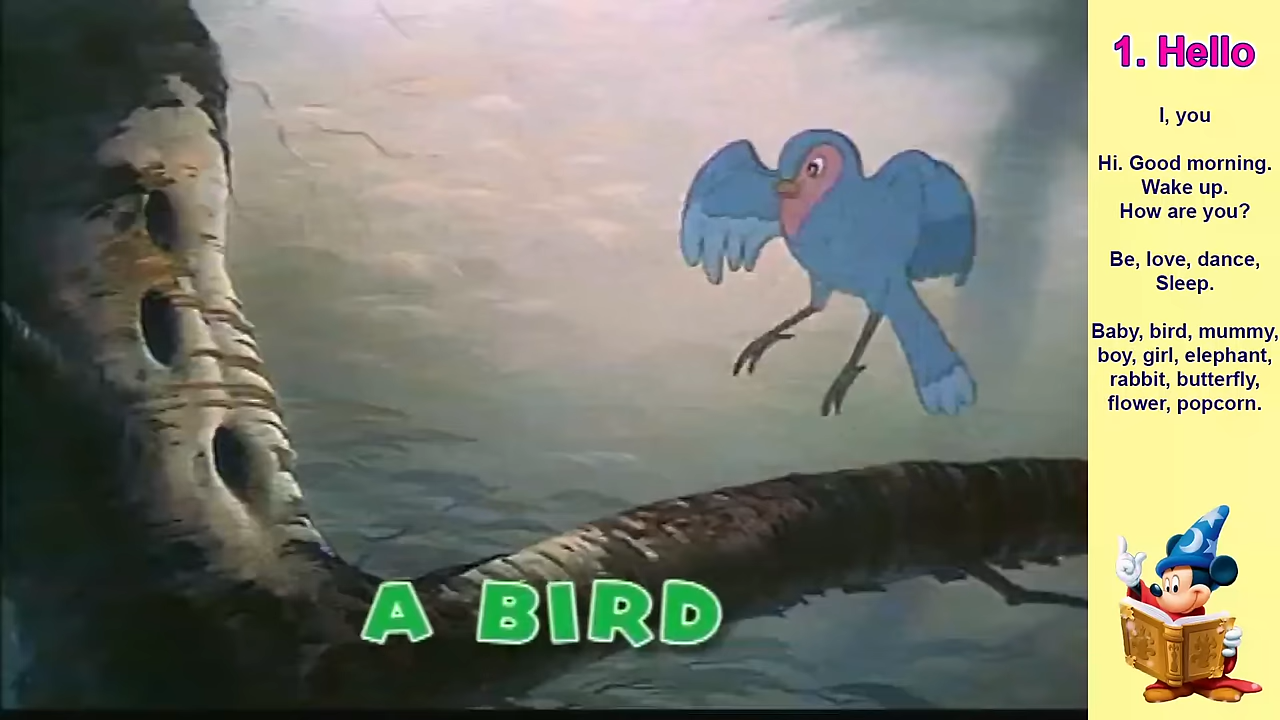 1. Hello
I, you
Hi. Good morning.
Wake up.
How are you?
Be, love, dance,
Sleep.
Baby, bird, mummy,
boy, girl, elephant,
rabbit, butterfly,
flower, popcorn.
A BIRD